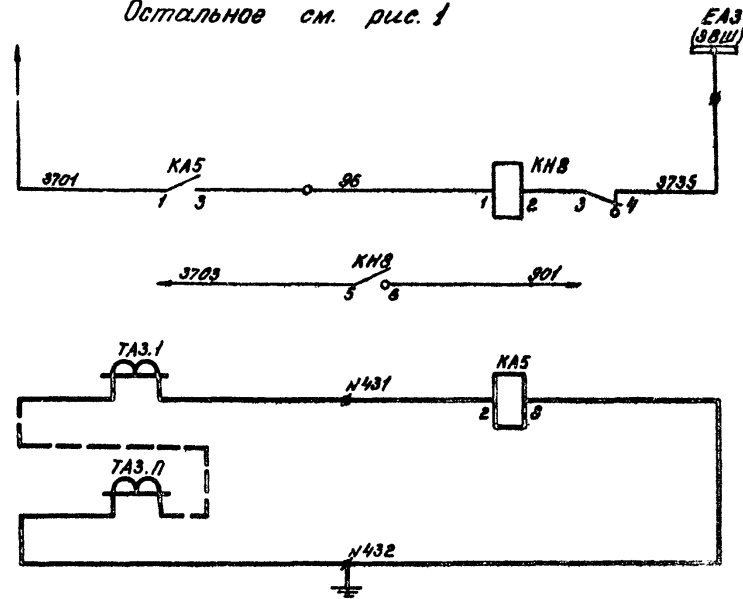 Остальное см. рис. 1
ЕА3
(ЗВШ)
3701
КА5
1 3
96
КН8
1 2
3 4
3735
3703
КН8
5 6
901
ТА3.1
N431
КА5
2 8
ТА3.П
N432